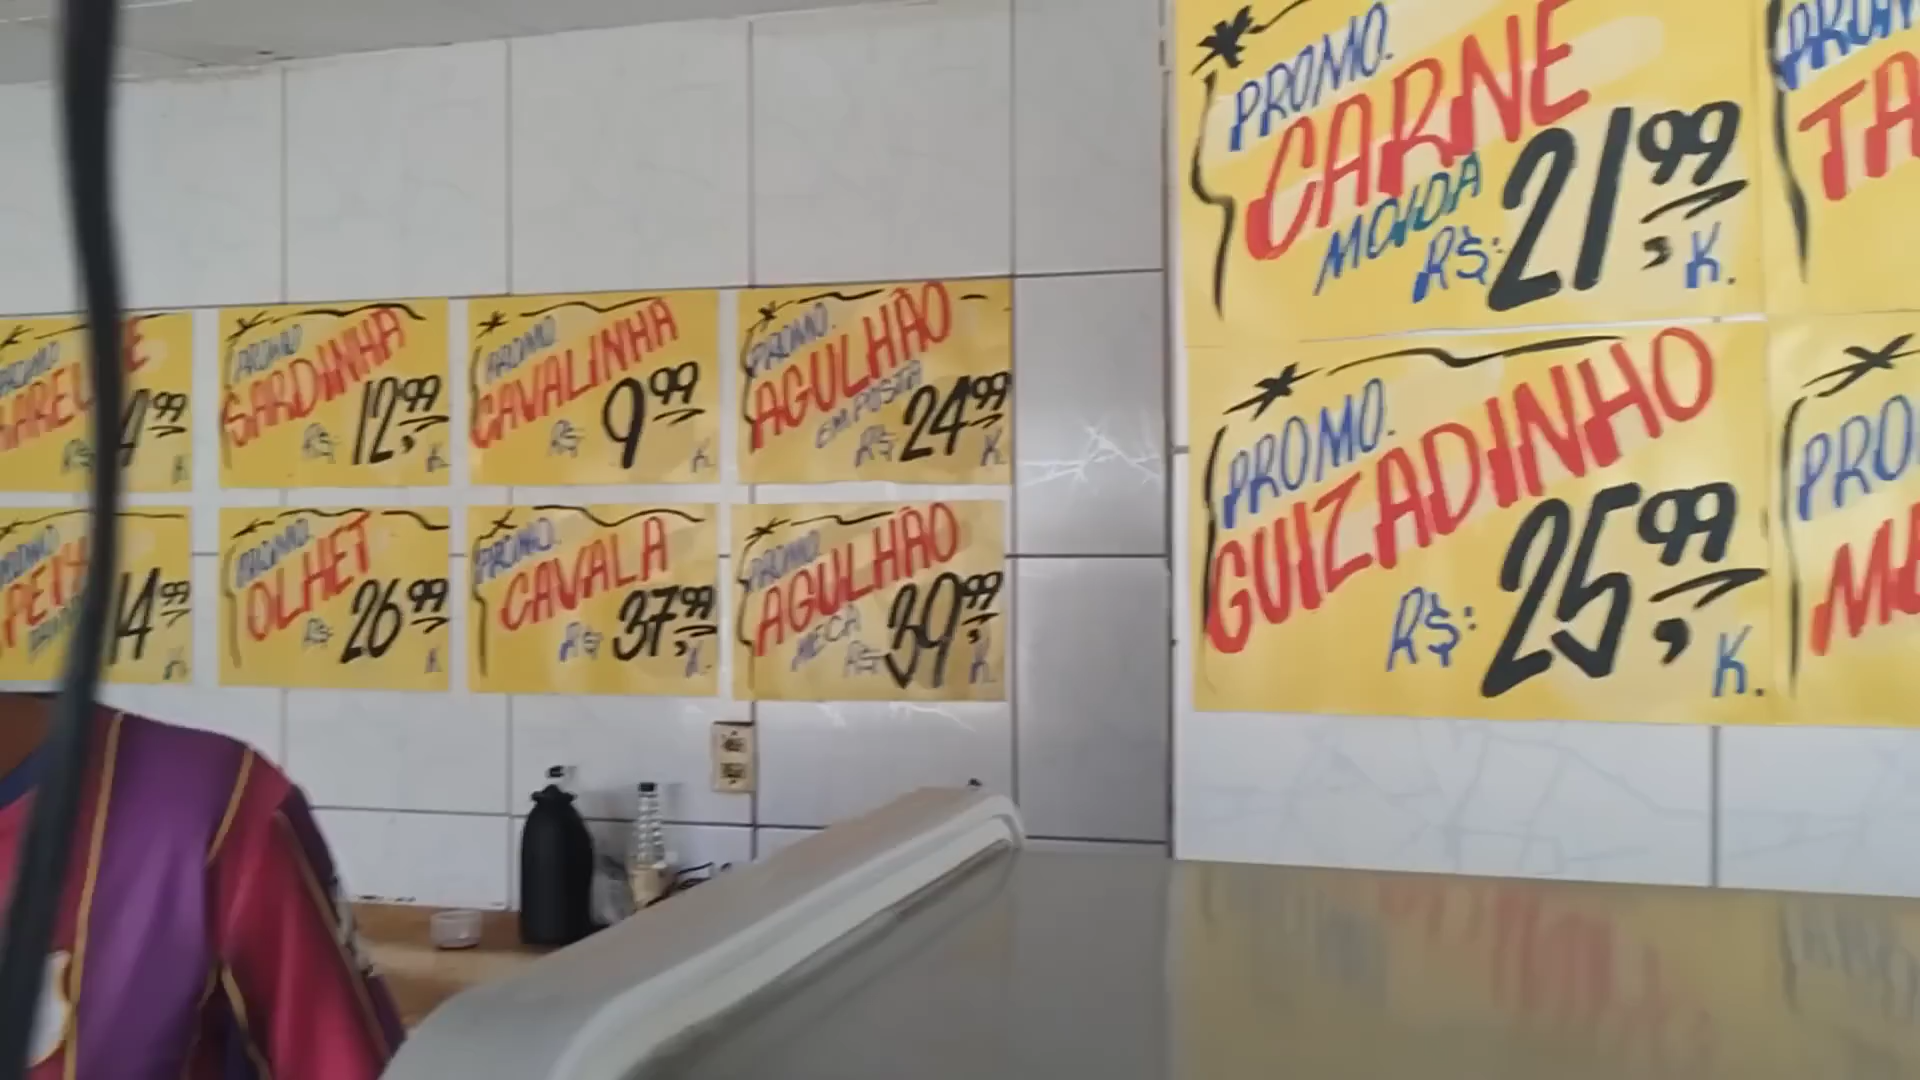 PROMO
SARDINHA
R$: 12,99
K.
PROMO.
CAVALINHA
R$: 9,99
K.
PROMO.
AGULHÃO
EM POSTA
R$: 24,99
K.
PROMO.
OLHET
R$: 26,99
K.
PROMO.
CAVALA
R$: 37,99
K.
PROMO.
AGULHÃO
MECA
R$: 39,99
K.
PROMO.
CARNE
MOIDA
R$: 21,99
K.
PROMO.
GUIZADINHO
R$: 25,99
K.